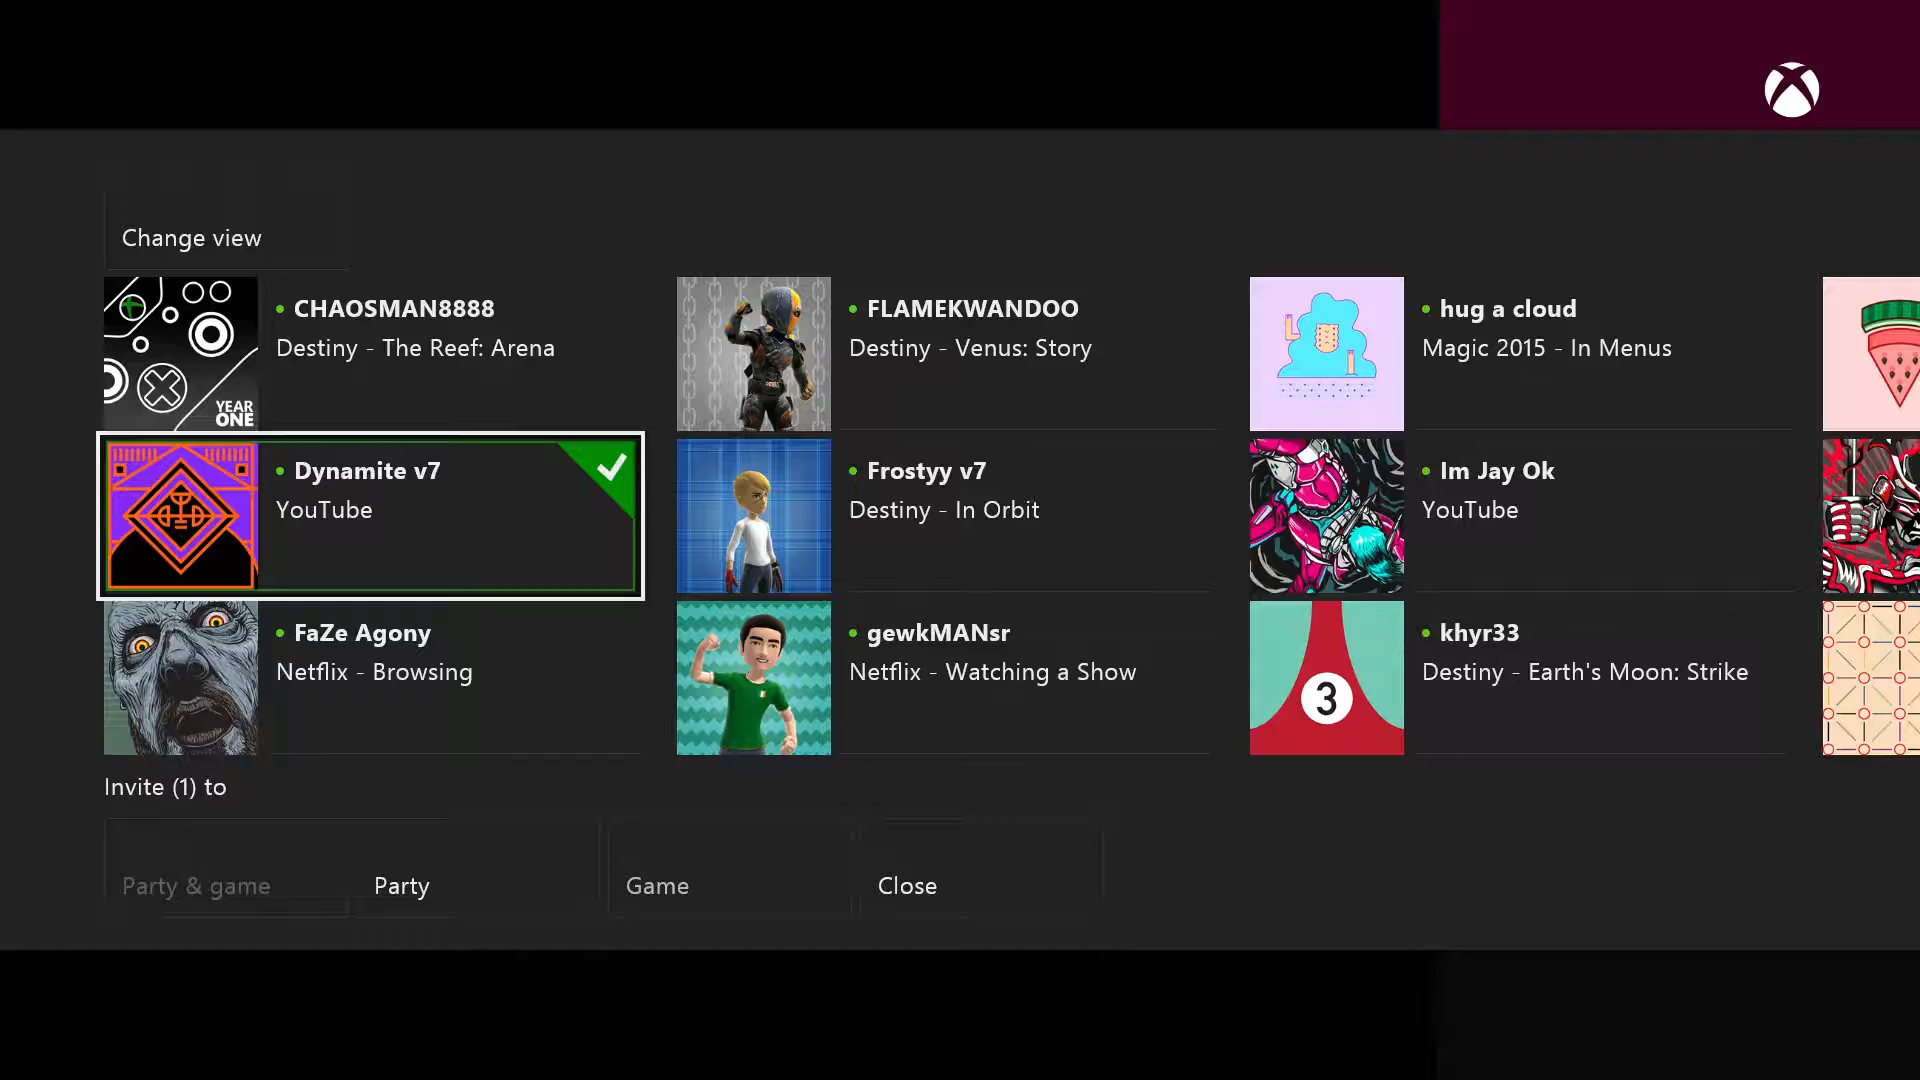 Change view
CHAOSMAN8888
Destiny - The Reef: Arena
YEAR
ONE
FLAMEKWANDOO
Destiny - Venus: Story
hug a cloud
Magic 2015 - In Menus
Dynamite v7
YouTube
Frostyy v7
Destiny - In Orbit
Im Jay Ok
YouTube
FaZe Agony
Netflix - Browsing
gewkMANsr
Netflix - Watching a Show
3
khyr33
Destiny - Earth's Moon: Strike
Invite (1) to
Party & game
Party
Game
Close